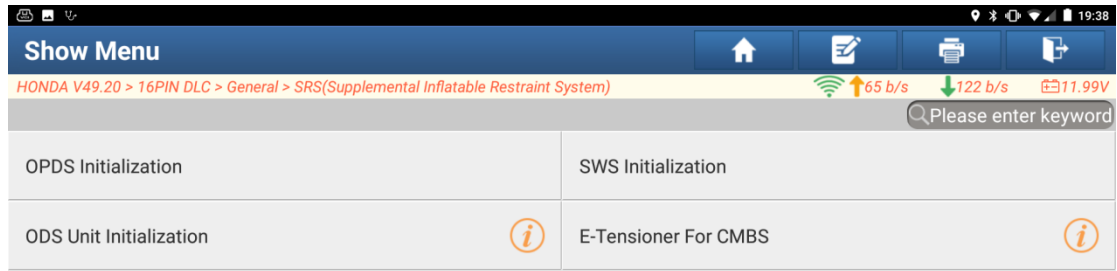 19:38
Show Menu
HONDA V49.20 > 16PIN DLC > General > SRS(Supplemental Inflatable Restraint System)
65 b/s
122 b/s
11.99V
Please enter keyword
OPDS Initialization
SWS Initialization
ODS Unit Initialization
i
E-Tensioner For CMBS
i